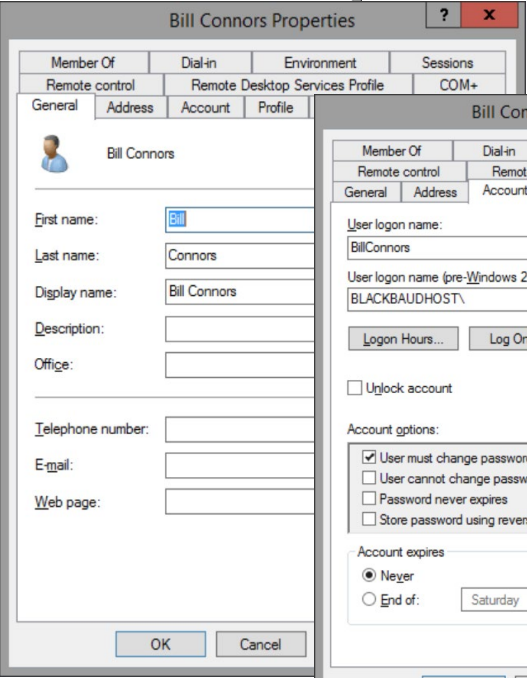 Bill Connors Properties
? x
Member Of Dial-in Environment Sessions
Remote control Remote Desktop Services Profile COM+
General Address Account Profile
Bill Connors
First name: Bill
Last name: Connors
Display name: Bill Connors
Description:
Office:
Telephone number:
E-mail:
Web page:
OK Cancel
Bill Con
Member Of Dial-in
Remote control Remot
General Address Account
User logon name:
BillConnors
User logon name (pre-Windows 2
BLACKBAUDHOST\
Logon Hours... Log On
Unlock account
Account options:
User must change password
User cannot change passw
Password never expires
Store password using rever
Account expires
Never
End of: Saturday